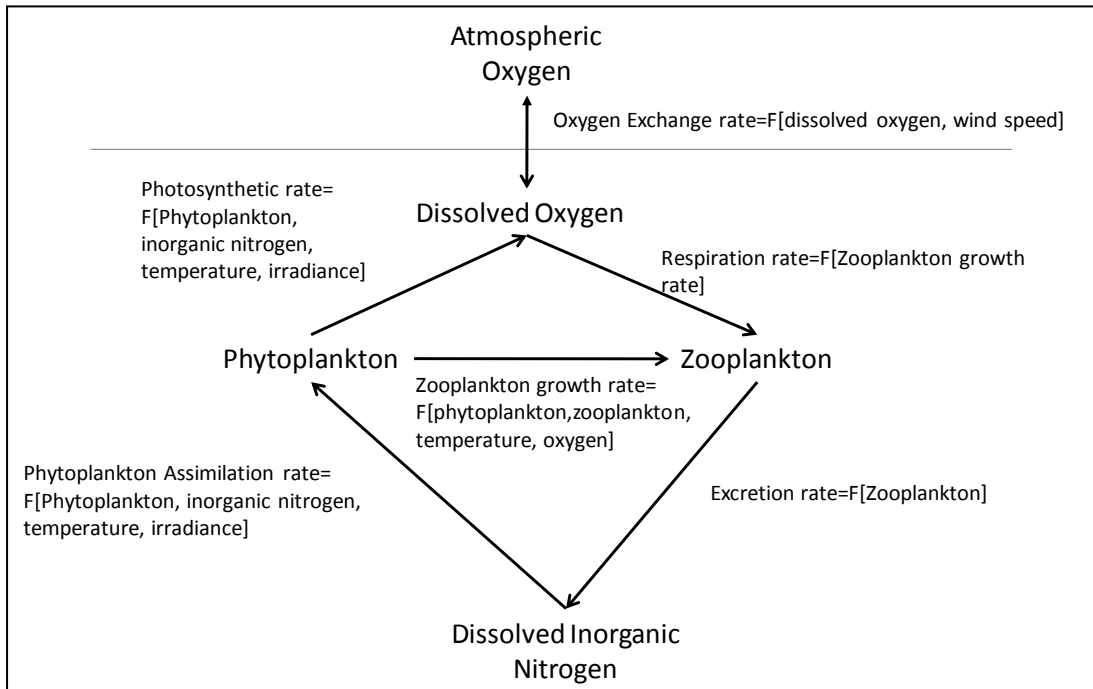 Atmospheric
Oxygen
Oxygen Exchange rate=F[dissolved oxygen, wind speed]
Photosynthetic rate=
F[Phytoplankton,
inorganic nitrogen,
temperature, irradiance]
Dissolved Oxygen
Respiration rate=F[Zooplankton growth
rate]
Phytoplankton
Zooplankton
Zooplankton growth rate=
F[phytoplankton,zooplankton,
temperature, oxygen]
Phytoplankton Assimilation rate=
F[Phytoplankton, inorganic nitrogen,
temperature, irradiance]
Excretion rate=F[Zooplankton]
Dissolved Inorganic
Nitrogen